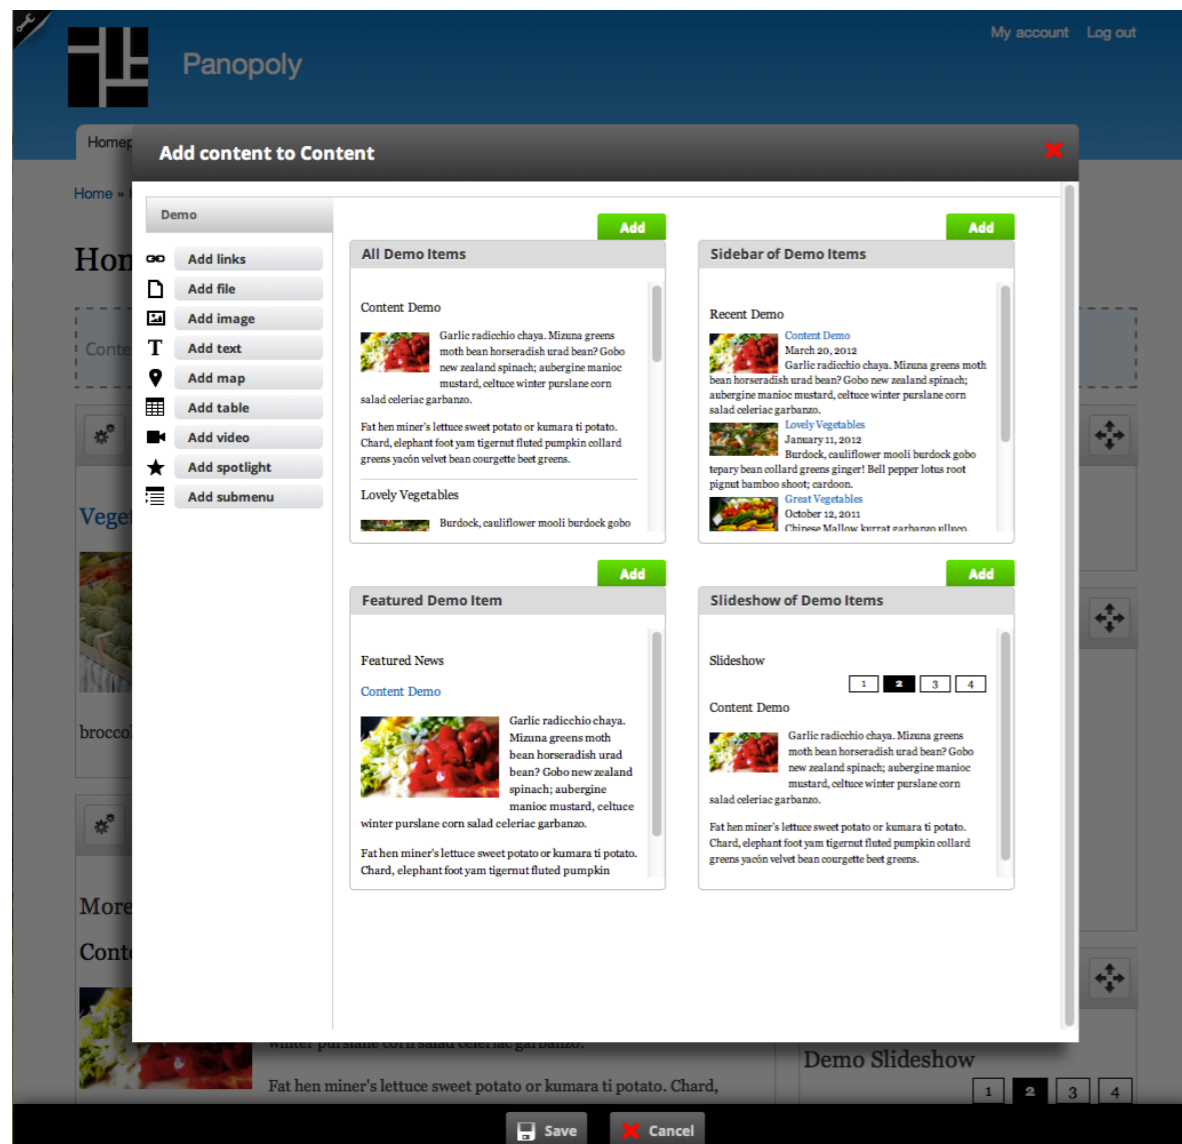 My account Log out
Panopoly
Add content to Content
Home »
Demo
Add links
Add file
Add image
Add text
Add map
Add table
Add video
Add spotlight
Add submenu
Add
All Demo Items
Content Demo
Garlic radicchio chaya. Mizuna greens
moth bean horseradish urad bean? Gobo
new zealand spinach; aubergine manioc
mustard, celtuce winter purslane corn
salad celeriac garbanzo.
Fat hen miner's lettuce sweet potato or kumara ti potato.
Chard, elephant foot yam tigernut fluted pumpkin collard
greens yacón velvet bean courgette beet greens.
Lovely Vegetables
Burdock, cauliflower mooli burdock gobo
Add
Sidebar of Demo Items
Recent Demo
Content Demo
March 20, 2012
Garlic radicchio chaya. Mizuna greens moth
bean horseradish urad bean? Gobo new zealand spinach;
aubergine manioc mustard, celtuce winter purslane corn
salad celeriac garbanzo.
Lovely Vegetables
January 11, 2012
Burdock, cauliflower mooli burdock gobo
tepary bean collard greens ginger! Bell pepper lotus root
pignut bamboo shoot; cardoon.
Great Vegetables
October 12, 2011
Chinese Mallow kurrat garbanzo ulluco,
Add
Featured Demo Item
Featured News
Content Demo
Garlic radicchio chaya.
Mizuna greens moth
bean horseradish urad
bean? Gobo new zealand
spinach; aubergine
manioc mustard, celtuce
winter purslane corn salad celeriac garbanzo.
Fat hen miner's lettuce sweet potato or kumara ti potato.
Chard, elephant foot yam tigernut fluted pumpkin
Add
Slideshow of Demo Items
Slideshow
1 2 3 4
Content Demo
Garlic radicchio chaya. Mizuna greens
moth bean horseradish urad bean? Gobo
new zealand spinach; aubergine manioc
mustard, celtuce winter purslane corn
salad celeriac garbanzo.
Fat hen miner's lettuce sweet potato or kumara ti potato.
Chard, elephant foot yam tigernut fluted pumpkin collard
greens yacón velvet bean courgette beet greens.
More
winter purslane corn salad celeriac garbanzo.
Fat hen miner's lettuce sweet potato or kumara ti potato. Chard,
Demo Slideshow
1 2 3 4
Save Cancel